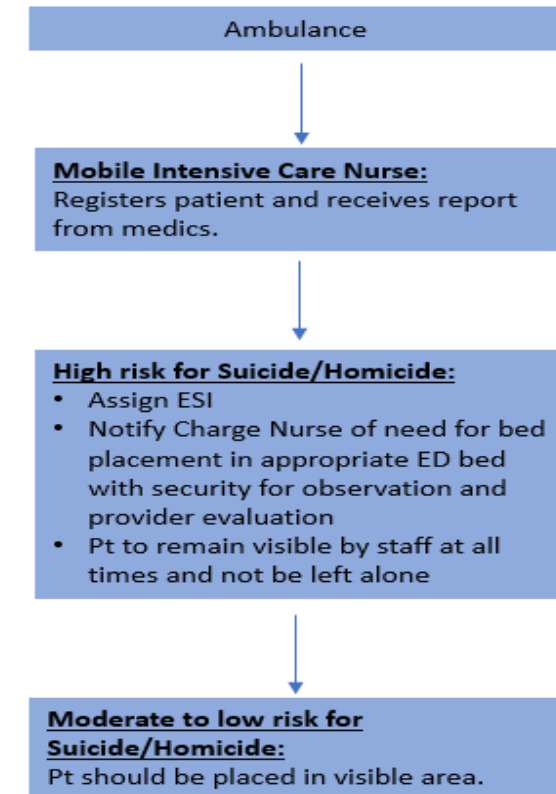 Ambulance
Mobile Intensive Care Nurse:
Registers patient and receives report
from medics.
High risk for Suicide/Homicide:
• Assign ESI
• Notify Charge Nurse of need for bed
placement in appropriate ED bed
with security for observation and
provider evaluation
• Pt to remain visible by staff at all
times and not be left alone
Moderate to low risk for
Suicide/Homicide:
Pt should be placed in visible area.